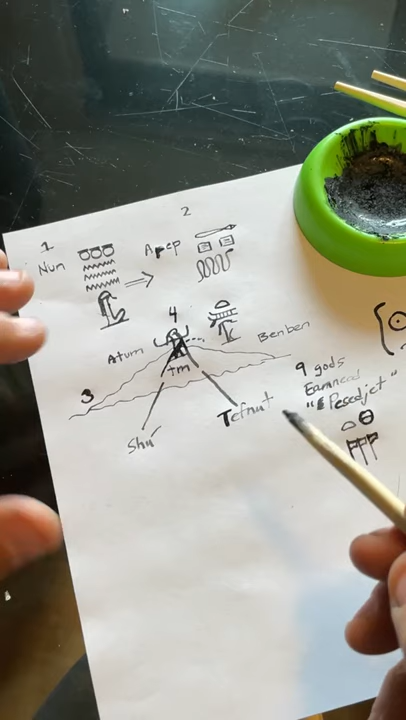 1
Nun
2
Apep
4
Atum
Benben
3
tm
Shu
Tefnut
9 gods
"Pesedjet"